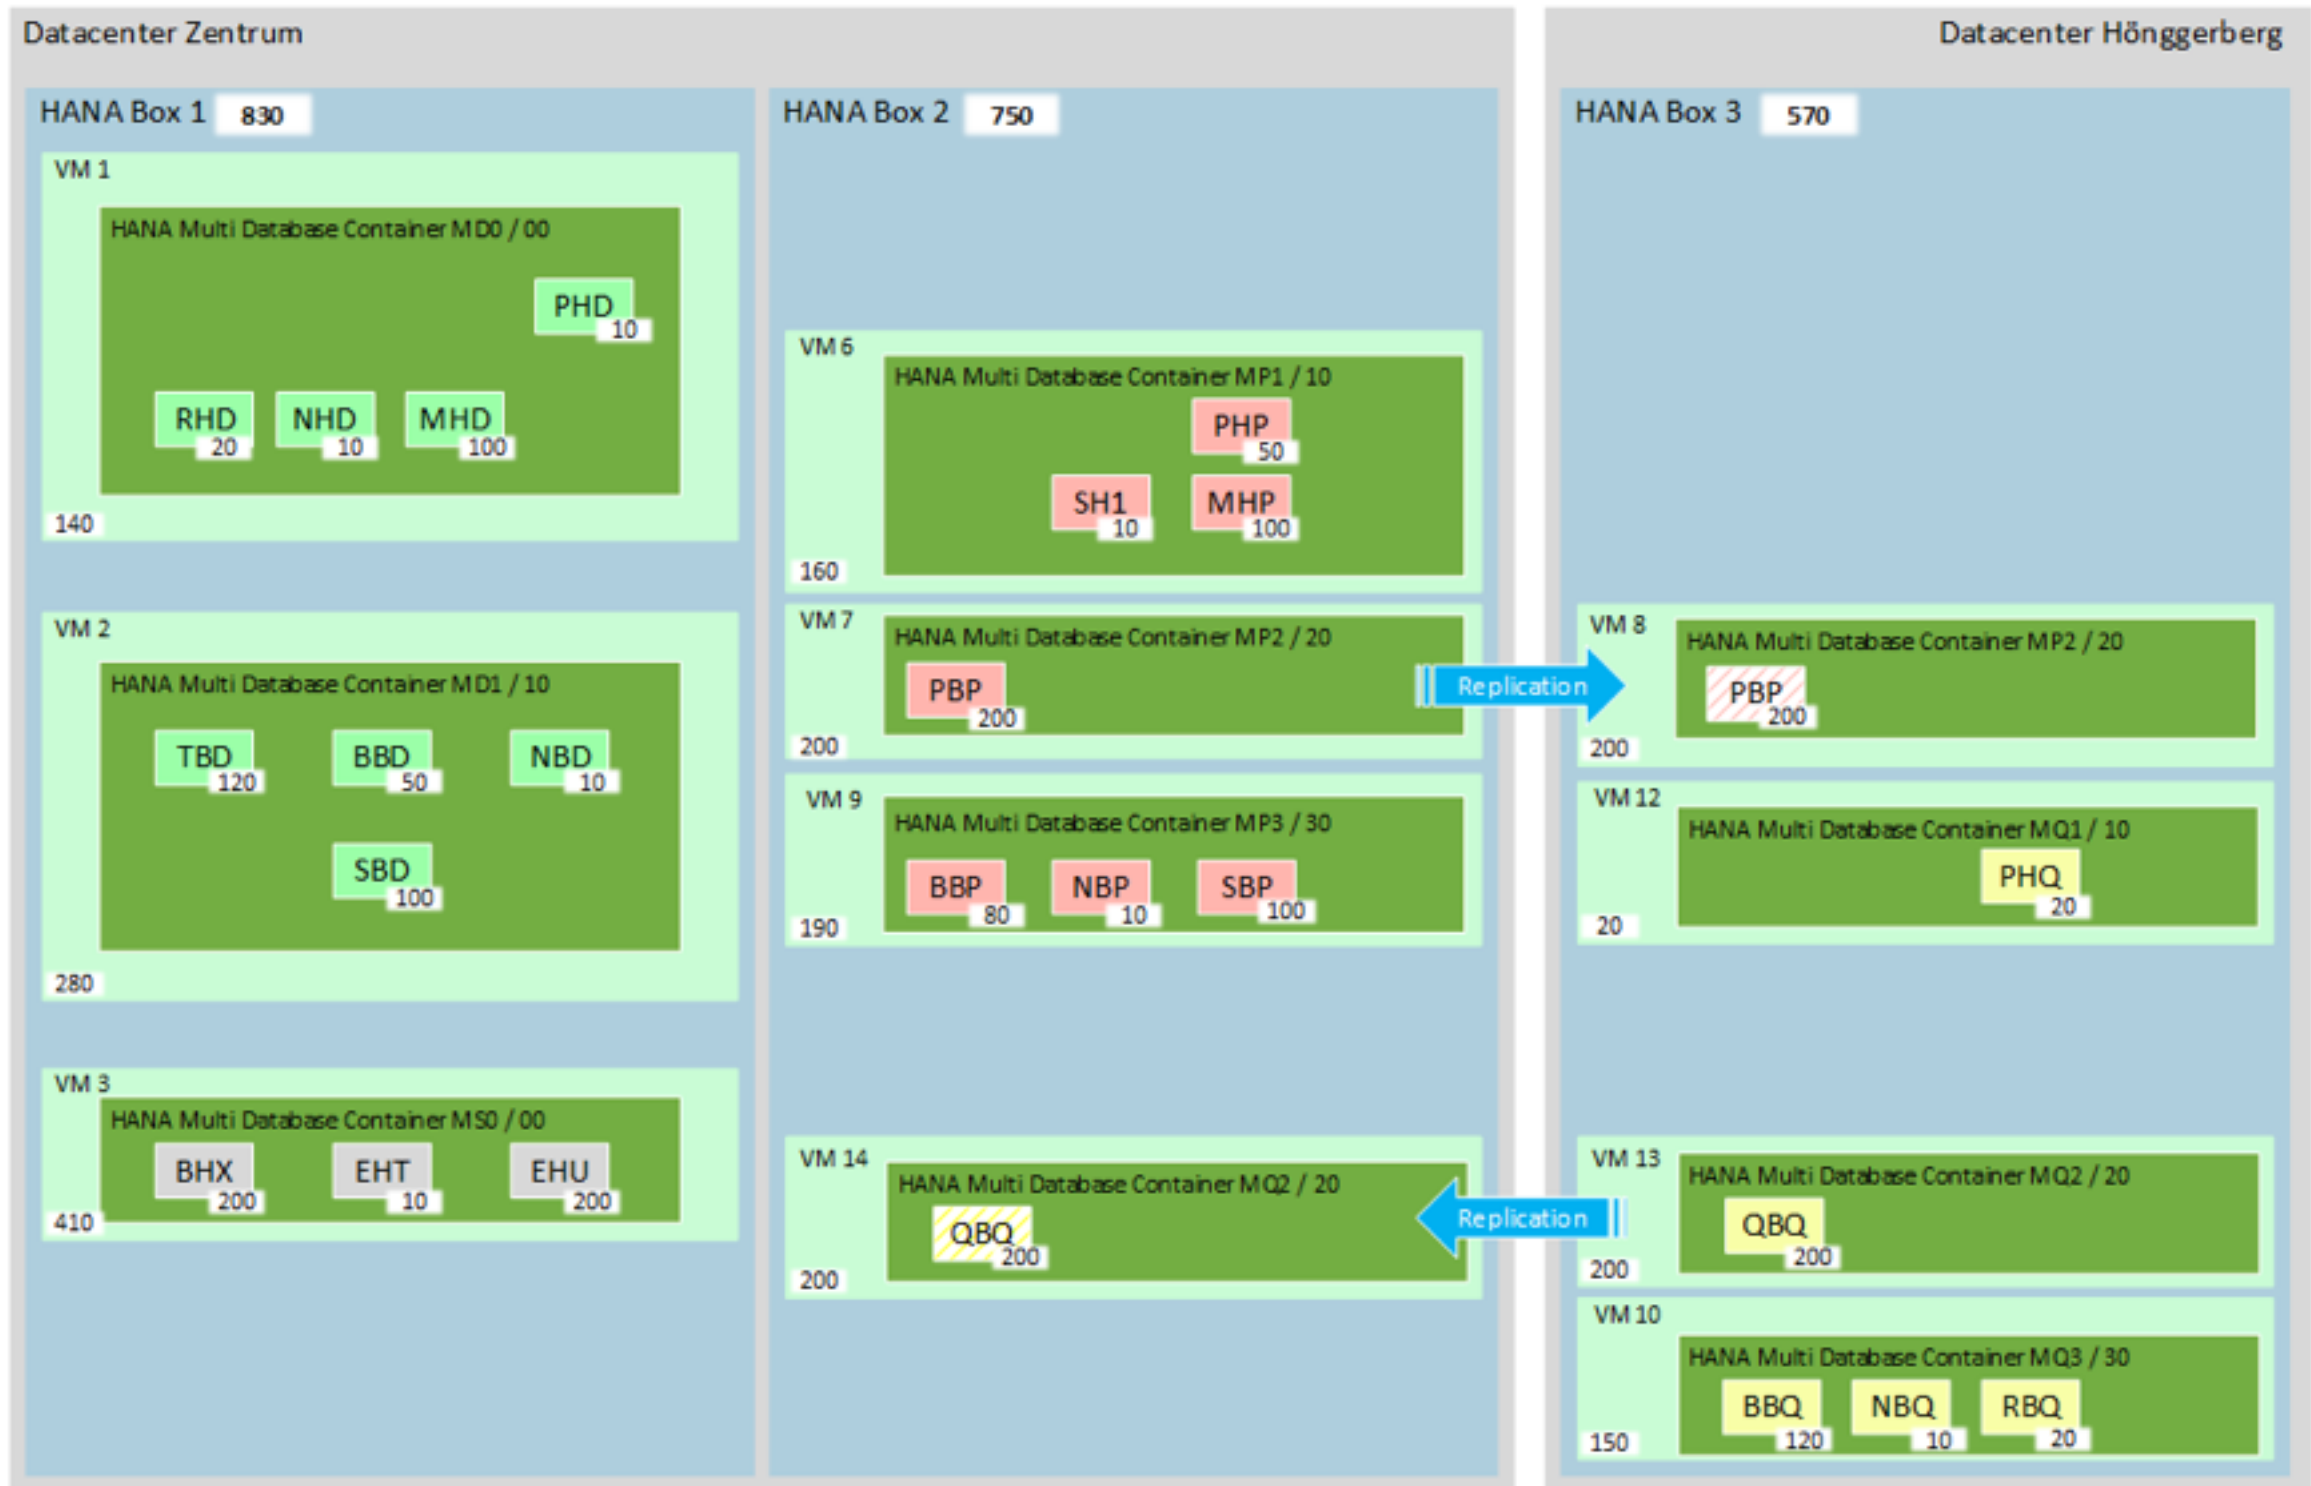 Datacenter Zentrum
HANA Box 1 830
VM 1
HANA Multi Database Container MD0 / 00
PHD
10
RHD NHD MHD
20 10 100
140
VM 2
HANA Multi Database Container MD1 / 10
TBD BBD NBD
120 50 10
SBD
100
280
VM 3
HANA Multi Database Container MS0 / 00
BHX EHT EHU
200 10 200
410
HANA Box 2 750
VM 6
HANA Multi Database Container MP1 / 10
PHP
50
SH1 MHP
10 100
160
VM 7
HANA Multi Database Container MP2 / 20
PBP
200
200
Replication
VM 9
HANA Multi Database Container MP3 / 30
BBP NBP SBP
80 10 100
190
VM 14
HANA Multi Database Container MQ2 / 20
QBQ
200
200
Replication
Datacenter Hönggerberg
HANA Box 3 570
VM 8
HANA Multi Database Container MP2 / 20
PBP
200
200
VM 12
HANA Multi Database Container MQ1 / 10
PHQ
20
20
VM 13
HANA Multi Database Container MQ2 / 20
QBQ
200
200
VM 10
HANA Multi Database Container MQ3 / 30
BBQ NBQ RBQ
120 10 20
150